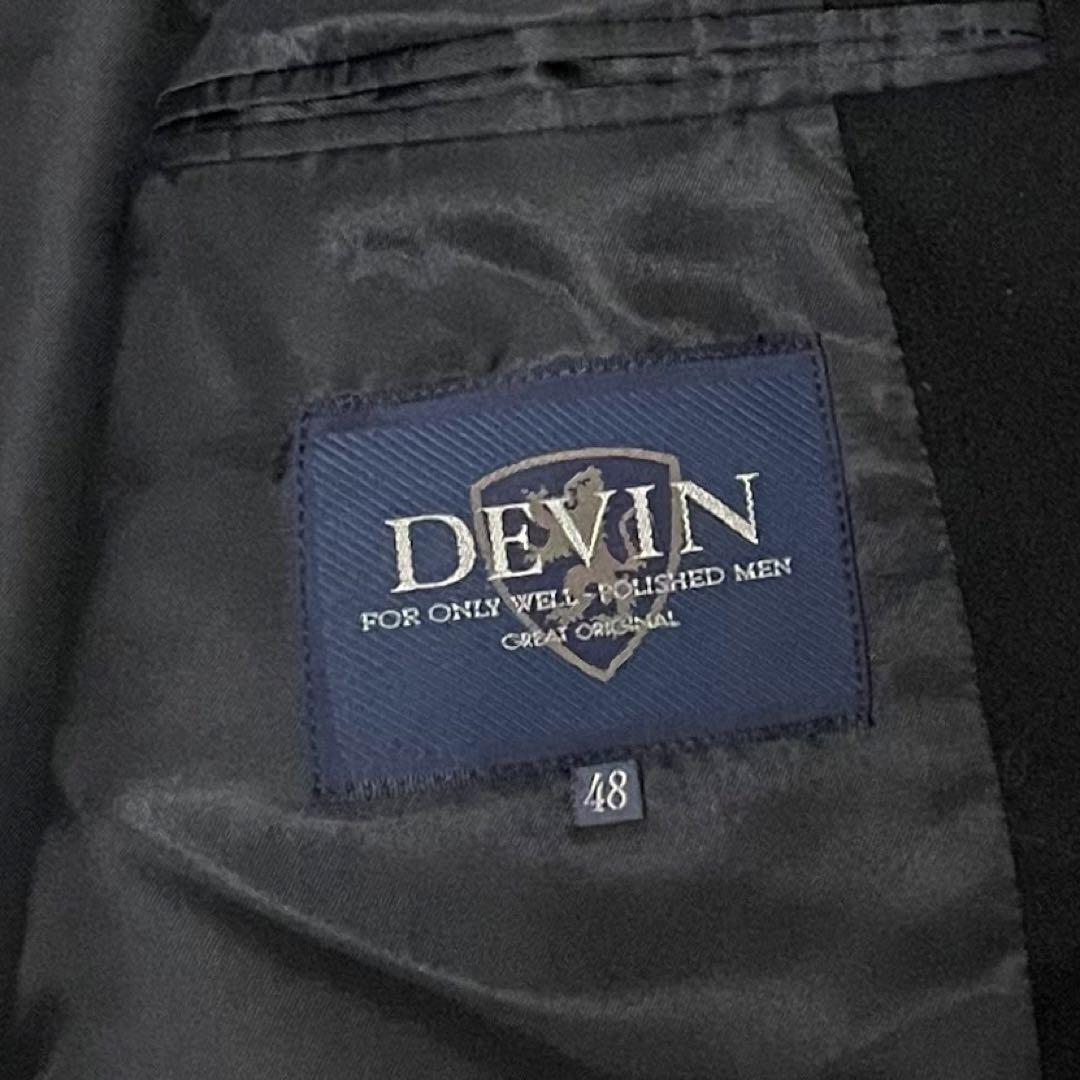 DEVIN
FOR ONLY WELL-POLISHED MEN
GREAT ORIGINAL
48